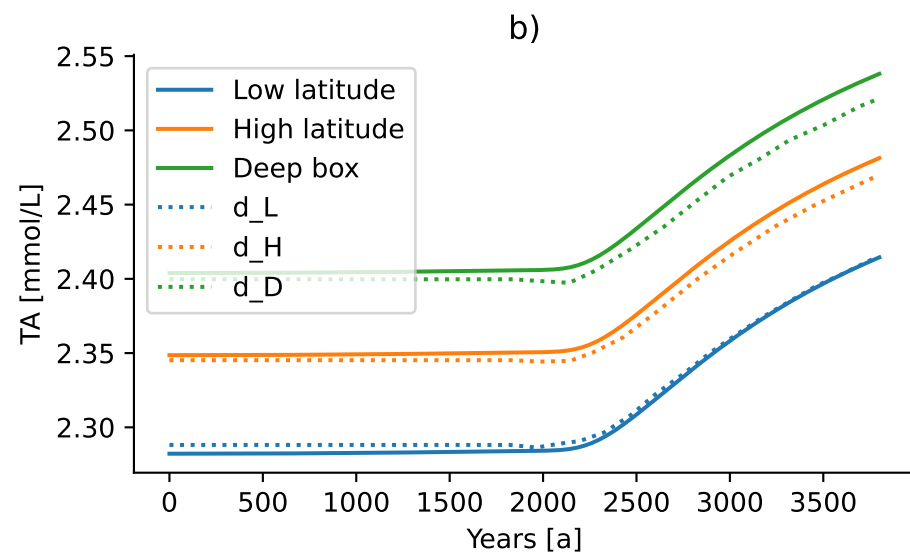 b)
TA [mmol/L]
2.55
2.50
2.45
2.40
2.35
2.30
Low latitude
High latitude
Deep box
d_L
d_H
d_D
0
500
1000
1500
2000
2500
3000
3500
Years [a]